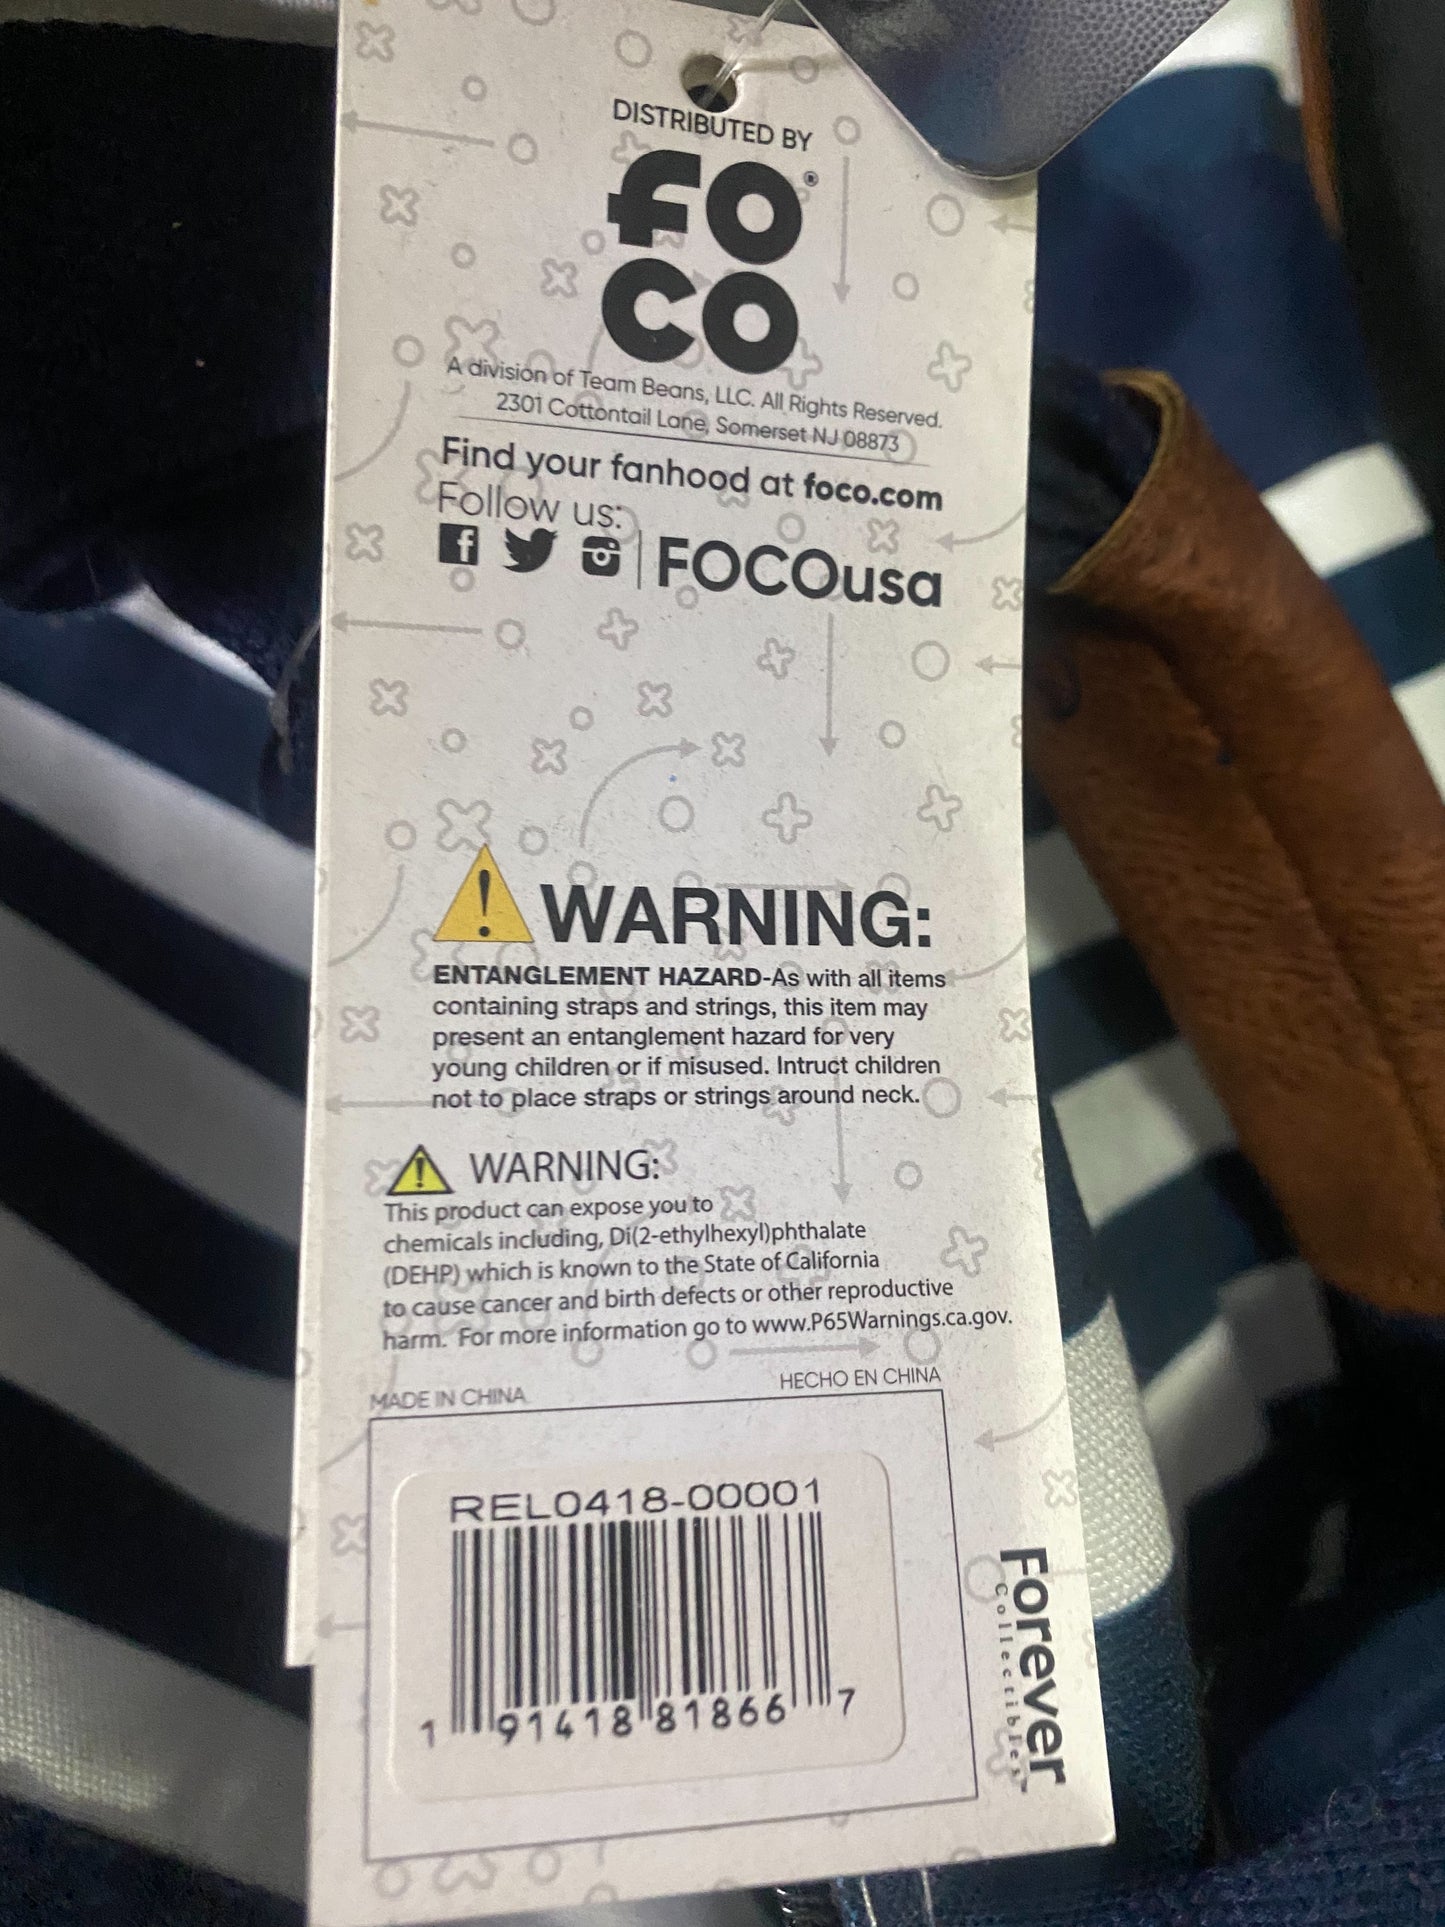 DISTRIBUTED BY
FOCO®
A division of Team Beans, LLC. All Rights Reserved.
2301 Cottontail Lane, Somerset NJ 08873
Find your fanhood at foco.com
Follow us:
f FOCOusa
WARNING:
ENTANGLEMENT HAZARD-As with all items
containing straps and strings, this item may
present an entanglement hazard for very
young children or if misused. Intruct children
not to place straps or strings around neck.
WARNING:
This product can expose you to
chemicals including, Di(2-ethylhexyl)phthalate
(DEHP) which is known to the State of California
to cause cancer and birth defects or other reproductive
harm. For more information go to www.P65Warnings.ca.gov.
MADE IN CHINA
HECHO EN CHINA
REL0418-00001
1 91418 81866 7
Forever
Collectibles™